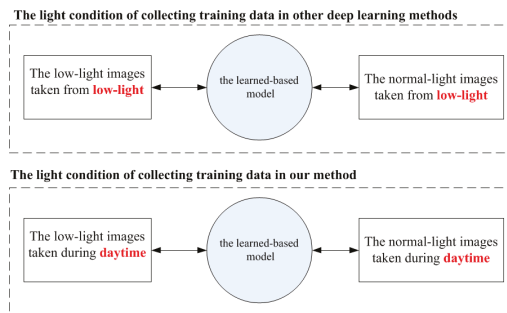 The light condition of collecting training data in other deep learning methods
The low-light images
taken from low-light
the learned-based
model
The normal-light images
taken from low-light
The light condition of collecting training data in our method
The low-light images
taken during daytime
the learned-based
model
The normal-light images
taken during daytime